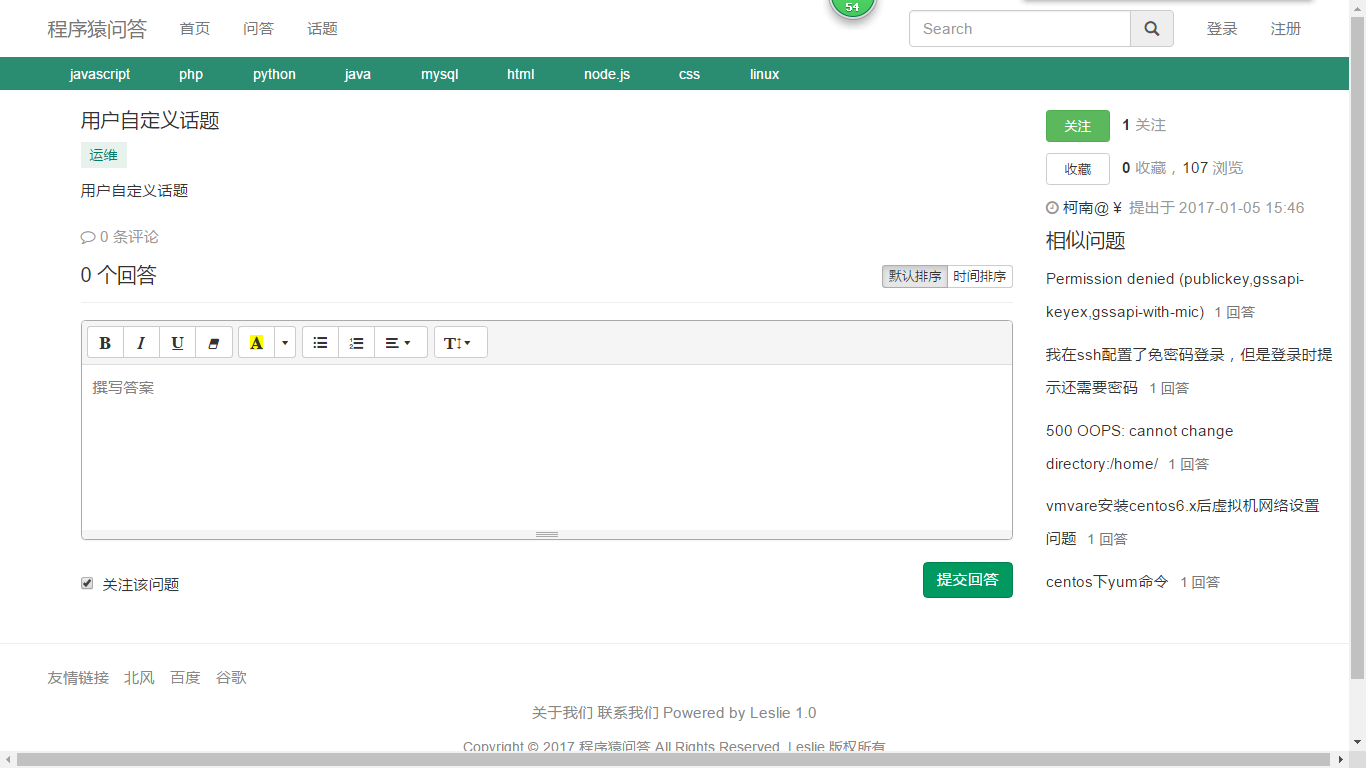 程序猿问答 首页 问答 话题 Search 登录 注册
54
javascript php python java mysql html node.js css linux
用户自定义话题
运维
用户自定义话题
0 条评论
0 个回答 默认排序 时间排序
B I U A T
撰写答案
关注该问题 提交回答
关注 1 关注
收藏 0 收藏，107 浏览
柯南@￥ 提出于 2017-01-05 15:46
相似问题
Permission denied (publickey,gssapi-
keyex,gssapi-with-mic) 1 回答
我在ssh配置了免密码登录，但是登录时提
示还需要密码 1 回答
500 OOPS: cannot change
directory:/home/ 1 回答
vmvare安装centos6.x后虚拟机网络设置
问题 1 回答
centos下yum命令 1 回答
友情链接 北风 百度 谷歌
关于我们 联系我们 Powered by Leslie 1.0
Copyright © 2017 程序猿问答 All Rights Reserved. Leslie 版权所有